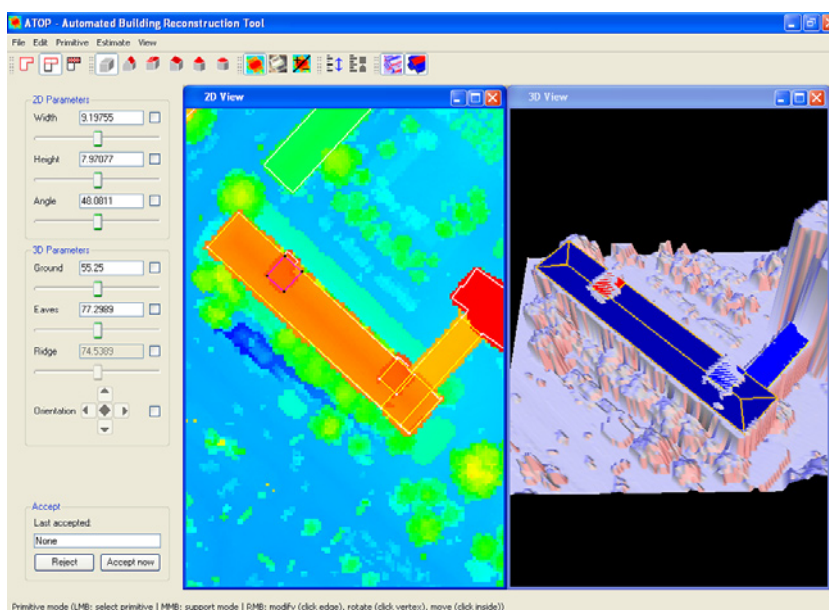 ATOP - Automated Building Reconstruction Tool
File Edit Primitive Estimate View
2D Parameters
Width 9.19755
Height 7.97077
Angle 48.0811
3D Parameters
Ground 55.25
Eaves 77.2989
Ridge 74.5389
Orientation
Accept
Last accepted:
None
Reject Accept now
2D View
3D View
Primitive mode (LMB: select primitive | MMB: support mode | RMB: modify (click edge), rotate (click vertex), move (click inside))